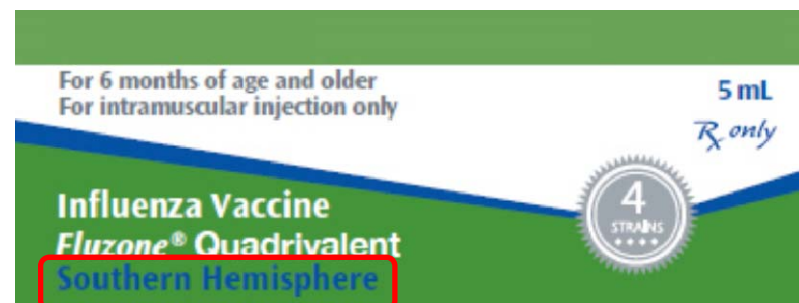 For 6 months of age and older
For intramuscular injection only
5 mL
Rx only
4
STRAINS
Influenza Vaccine
Fluzone® Quadrivalent
Southern Hemisphere